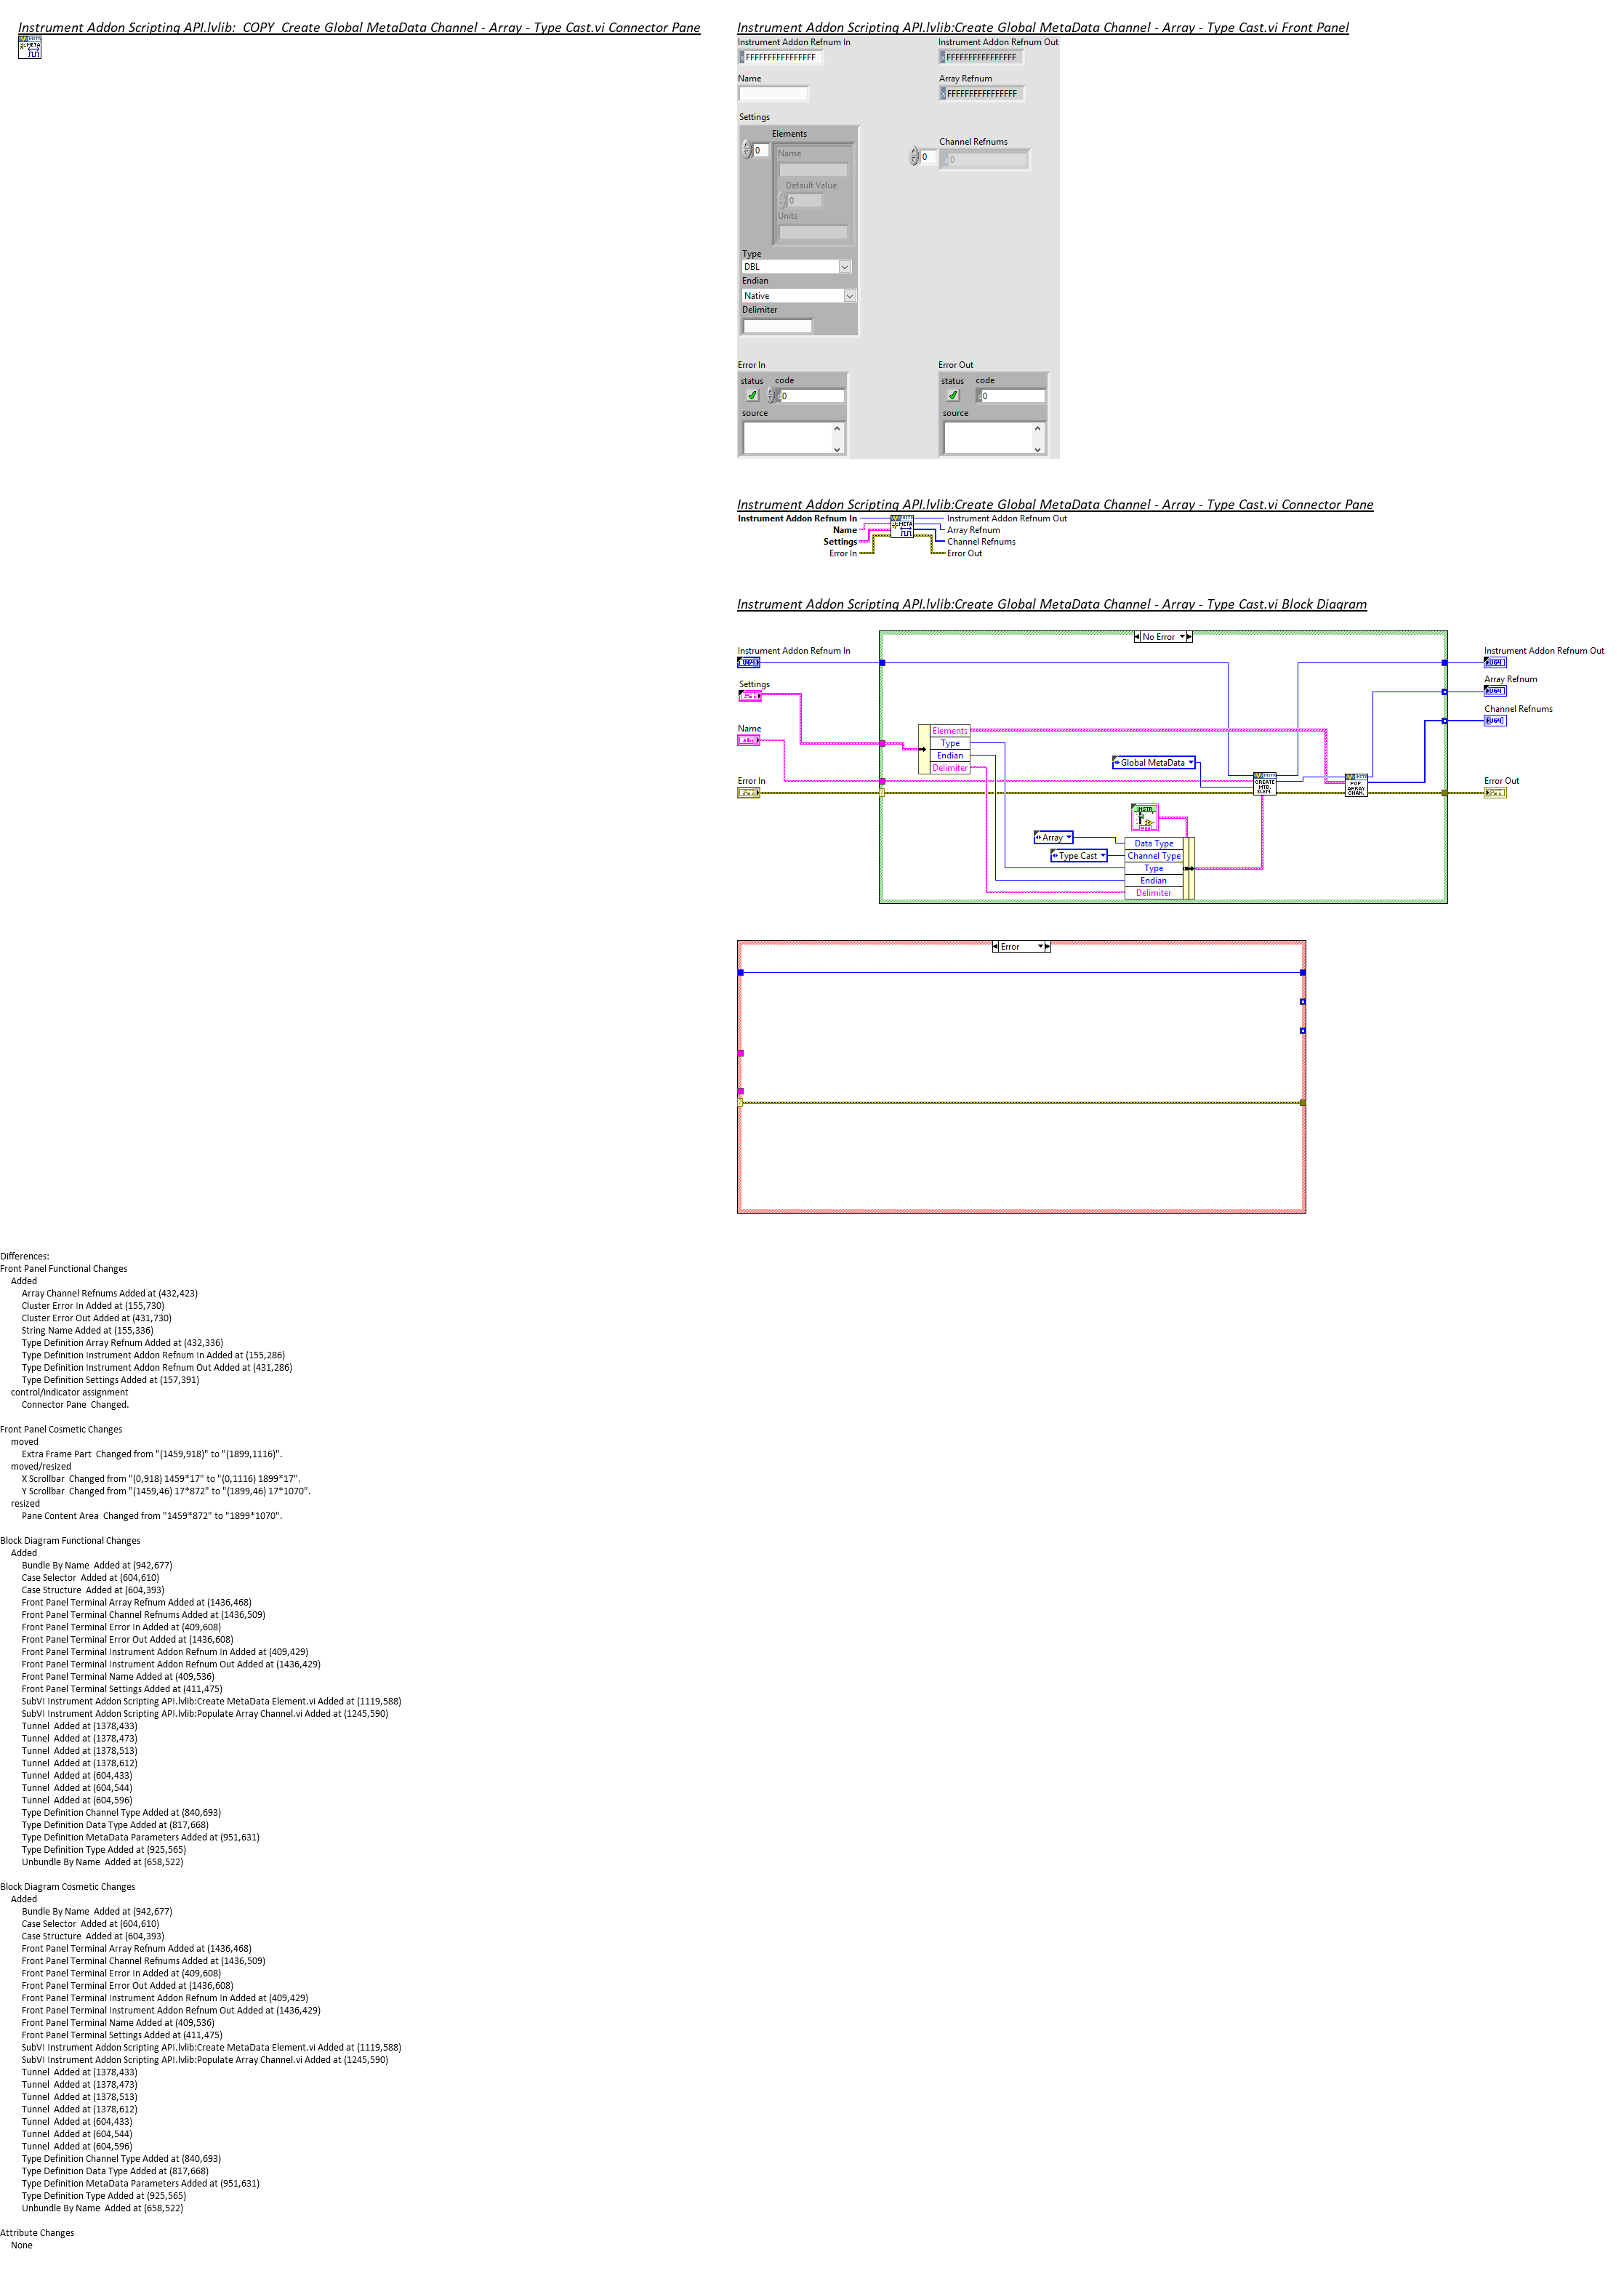 Instrument Addon Scripting API.lvlib:_COPY_Create Global MetaData Channel - Array - Type Cast.vi Connector Pane
META
Instrument Addon Scripting API.lvlib:Create Global MetaData Channel - Array - Type Cast.vi Front Panel
Instrument Addon Refnum In
Instrument Addon Refnum Out
x FFFFFFFFFFFFFFFF
x FFFFFFFFFFFFFFFF
Name
Array Refnum
x FFFFFFFFFFFFFFFF
Settings
Elements
0
Name
Channel Refnums
0
0
Default Value
0
Units
Type
DBL
Endian
Native
Delimiter
Error In
Error Out
status code
status code
0
0
source
source
Instrument Addon Scripting API.lvlib:Create Global MetaData Channel - Array - Type Cast.vi Connector Pane
Instrument Addon Refnum In
Instrument Addon Refnum Out
Name
META
Array Refnum
Settings
Channel Refnums
Error In
Error Out
Instrument Addon Scripting API.lvlib:Create Global MetaData Channel - Array - Type Cast.vi Block Diagram
No Error
Instrument Addon Refnum In
Instrument Addon Refnum Out
U64
U64
Settings
Array Refnum
U64
Channel Refnums
[U64]
Name
abc
Elements
Type
Endian
Delimiter
Global MetaData
CREATE MTD. ELEM.
POP. ARRAY CHAN.
Error In
Error Out
INSTR
Array
Type Cast
Data Type
Channel Type
Type
Endian
Delimiter
Error
Differences:
Front Panel Functional Changes
Added
Array Channel Refnums Added at (432,423)
Cluster Error In Added at (155,730)
Cluster Error Out Added at (431,730)
String Name Added at (155,336)
Type Definition Array Refnum Added at (432,336)
Type Definition Instrument Addon Refnum In Added at (155,286)
Type Definition Instrument Addon Refnum Out Added at (431,286)
Type Definition Settings Added at (157,391)
control/indicator assignment
Connector Pane  Changed.
Front Panel Cosmetic Changes
moved
Extra Frame Part  Changed from "(1459,918)" to "(1899,1116)".
moved/resized
X Scrollbar  Changed from "(0,918) 1459*17" to "(0,1116) 1899*17".
Y Scrollbar  Changed from "(1459,46) 17*872" to "(1899,46) 17*1070".
resized
Pane Content Area  Changed from "1459*872" to "1899*1070".
Block Diagram Functional Changes
Added
Bundle By Name  Added at (942,677)
Case Selector  Added at (604,610)
Case Structure  Added at (604,393)
Front Panel Terminal Array Refnum Added at (1436,468)
Front Panel Terminal Channel Refnums Added at (1436,509)
Front Panel Terminal Error In Added at (409,608)
Front Panel Terminal Error Out Added at (1436,608)
Front Panel Terminal Instrument Addon Refnum In Added at (409,429)
Front Panel Terminal Instrument Addon Refnum Out Added at (1436,429)
Front Panel Terminal Name Added at (409,536)
Front Panel Terminal Settings Added at (411,475)
SubVI Instrument Addon Scripting API.lvlib:Create MetaData Element.vi Added at (1119,588)
SubVI Instrument Addon Scripting API.lvlib:Populate Array Channel.vi Added at (1245,590)
Tunnel  Added at (1378,433)
Tunnel  Added at (1378,473)
Tunnel  Added at (1378,513)
Tunnel  Added at (1378,612)
Tunnel  Added at (604,433)
Tunnel  Added at (604,544)
Tunnel  Added at (604,596)
Type Definition Channel Type Added at (840,693)
Type Definition Data Type Added at (817,668)
Type Definition MetaData Parameters Added at (951,631)
Type Definition Type Added at (925,565)
Unbundle By Name  Added at (658,522)
Block Diagram Cosmetic Changes
Added
Bundle By Name  Added at (942,677)
Case Selector  Added at (604,610)
Case Structure  Added at (604,393)
Front Panel Terminal Array Refnum Added at (1436,468)
Front Panel Terminal Channel Refnums Added at (1436,509)
Front Panel Terminal Error In Added at (409,608)
Front Panel Terminal Error Out Added at (1436,608)
Front Panel Terminal Instrument Addon Refnum In Added at (409,429)
Front Panel Terminal Instrument Addon Refnum Out Added at (1436,429)
Front Panel Terminal Name Added at (409,536)
Front Panel Terminal Settings Added at (411,475)
SubVI Instrument Addon Scripting API.lvlib:Create MetaData Element.vi Added at (1119,588)
SubVI Instrument Addon Scripting API.lvlib:Populate Array Channel.vi Added at (1245,590)
Tunnel  Added at (1378,433)
Tunnel  Added at (1378,473)
Tunnel  Added at (1378,513)
Tunnel  Added at (1378,612)
Tunnel  Added at (604,433)
Tunnel  Added at (604,544)
Tunnel  Added at (604,596)
Type Definition Channel Type Added at (840,693)
Type Definition Data Type Added at (817,668)
Type Definition MetaData Parameters Added at (951,631)
Type Definition Type Added at (925,565)
Unbundle By Name  Added at (658,522)
Attribute Changes
None